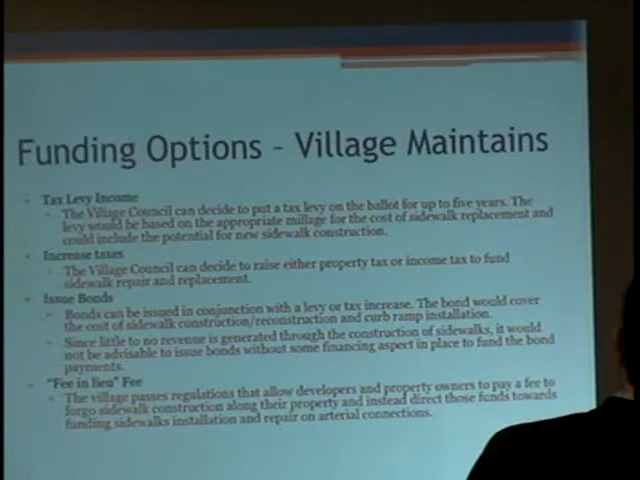 Funding Options – Village Maintains
Tax Levy Income
The Village Council can decide to put a tax levy on the ballot for up to five years. The
levy would be based on the appropriate millage for the cost of sidewalk replacement and
could include the potential for new sidewalk construction.
Increase taxes
The Village Council can decide to raise either property tax or income tax to fund
sidewalk repair and replacement.
Issue Bonds
Bonds can be issued in conjunction with a levy or tax increase. The bond would cover
the cost of sidewalk construction/reconstruction and curb ramp installation.
Since little to no revenue is generated through the construction of sidewalks, it would
not be advisable to issue bonds without some financing aspect in place to fund the bond
payments.
"Fee in lieu" Fee
The village passes regulations that allow developers and property owners to pay a fee to
forgo sidewalk construction along their property and instead direct those funds towards
funding sidewalks installation and repair on arterial connections.